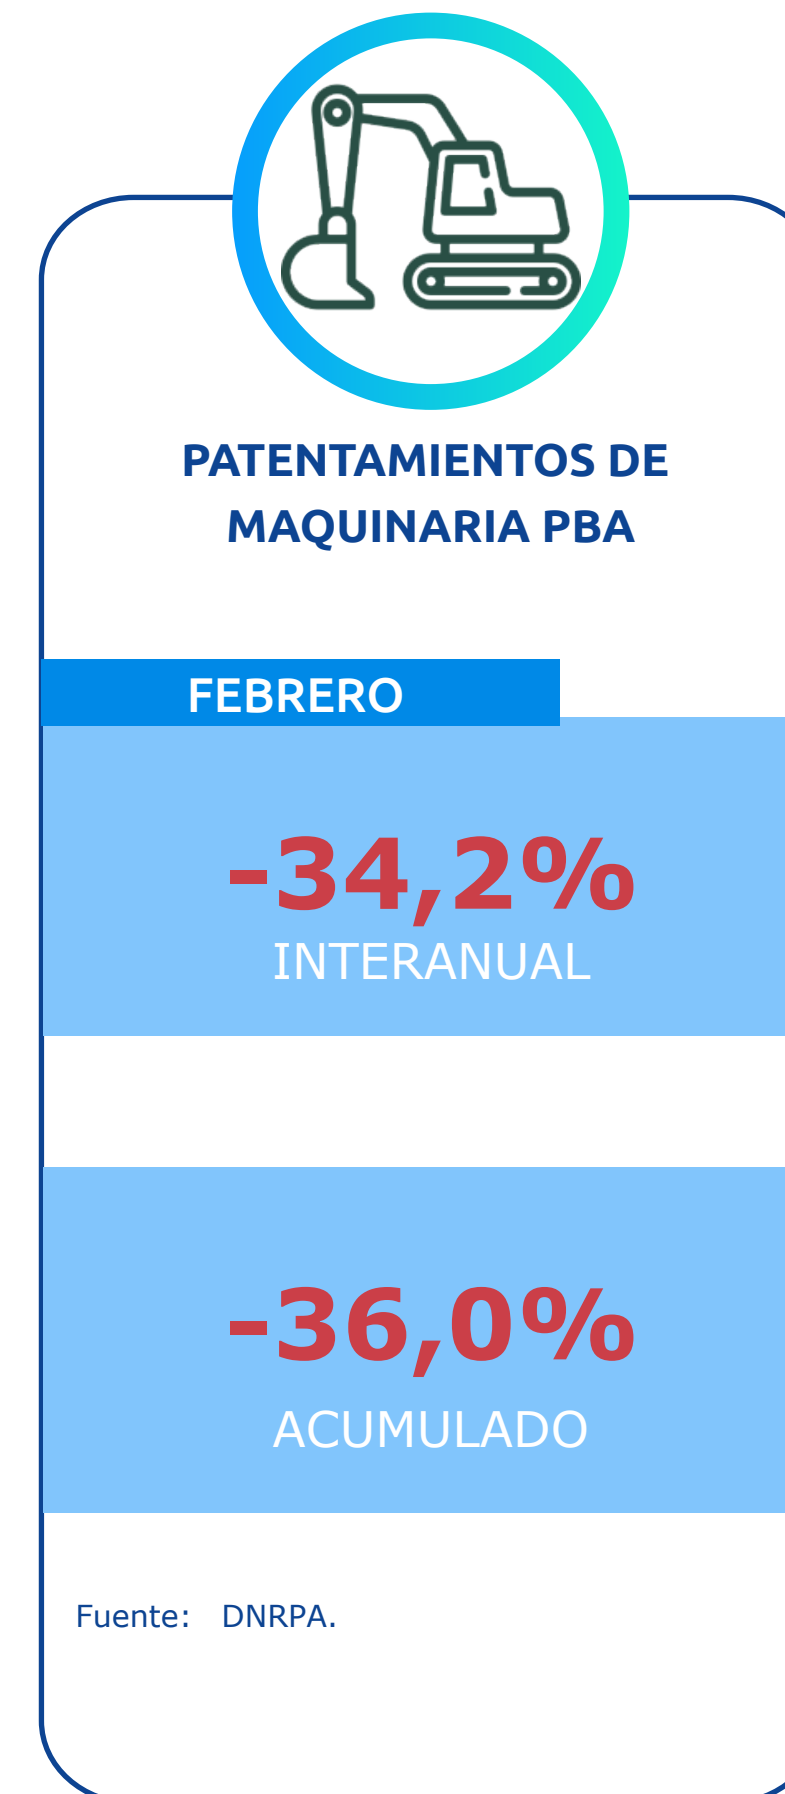 PATENTAMIENTOS DE
MAQUINARIA PBA
FEBRERO
-34,2%
INTERANUAL
-36,0%
ACUMULADO
Fuente: DNRPA.